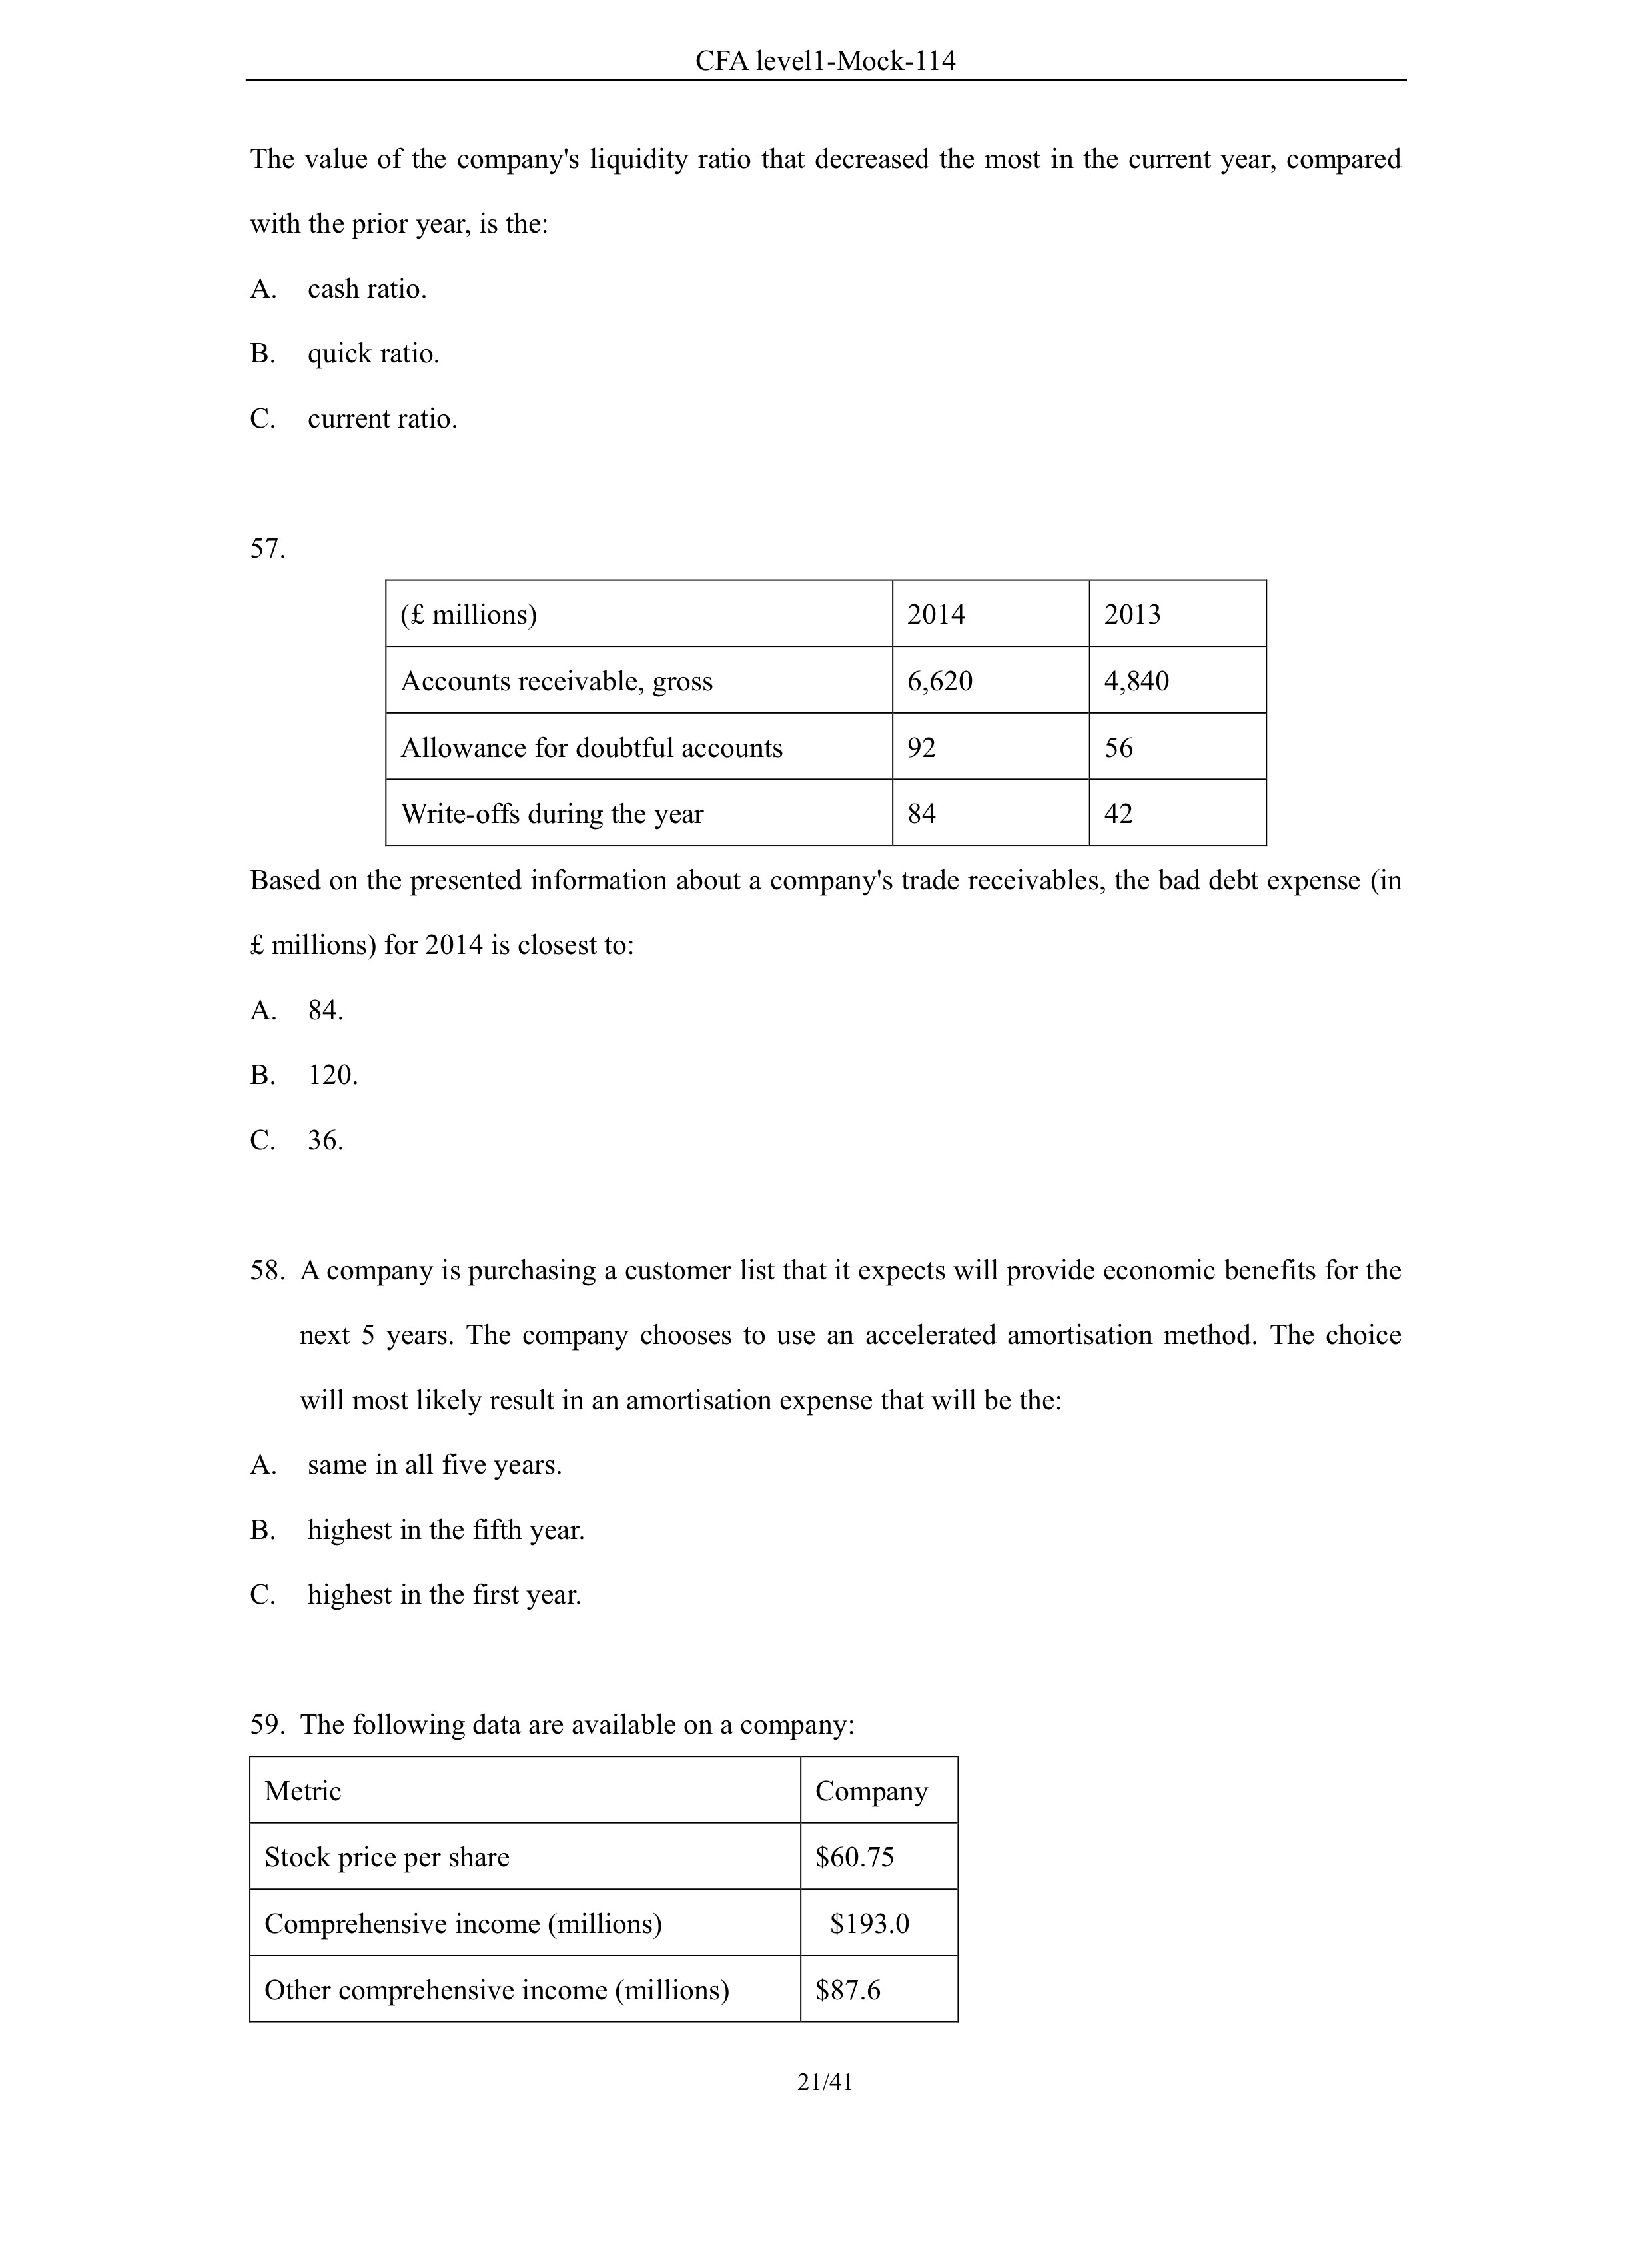 CFA level1-Mock-114
The value of the company's liquidity ratio that decreased the most in the current year, compared
with the prior year, is the:
A. cash ratio.
B. quick ratio.
C. current ratio.
57.
(£ millions) 2014 2013
Accounts receivable, gross 6,620 4,840
Allowance for doubtful accounts 92 56
Write-offs during the year 84 42
Based on the presented information about a company's trade receivables, the bad debt expense (in
£ millions) for 2014 is closest to:
A. 84.
B. 120.
C. 36.
58. A company is purchasing a customer list that it expects will provide economic benefits for the
next 5 years. The company chooses to use an accelerated amortisation method. The choice
will most likely result in an amortisation expense that will be the:
A. same in all five years.
B. highest in the fifth year.
C. highest in the first year.
59. The following data are available on a company:
Metric Company
Stock price per share $60.75
Comprehensive income (millions) $193.0
Other comprehensive income (millions) $87.6
21/41